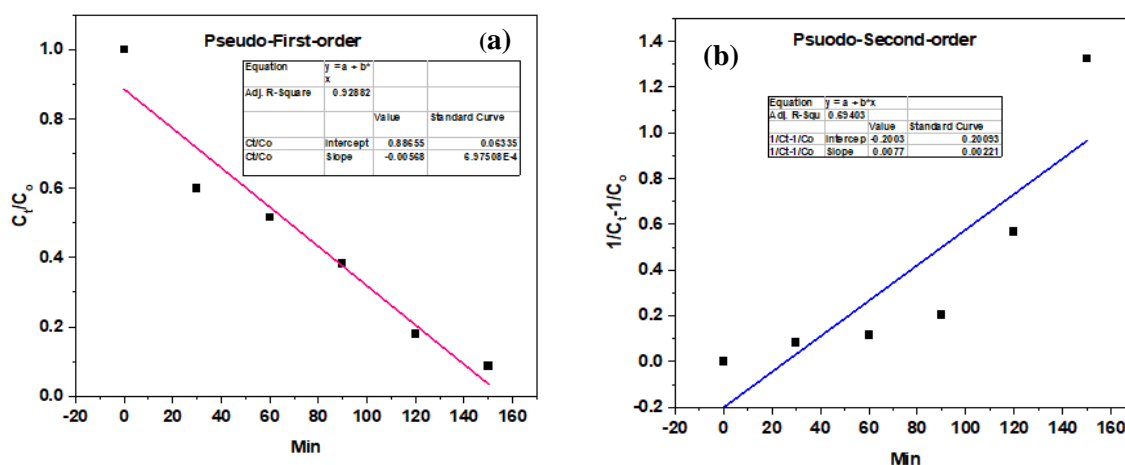 Pseudo-First-order
(a)
Equation y = a + b*
x
Adj. R-Square 0.92882
Value Standard Curve
Ct/Co Intercept 0.88655 0.06335
Ct/Co Slope -0.00568 6.97508E-4
1.0
0.8
0.6
0.4
0.2
0.0
-20 0 20 40 60 80 100 120 140 160
Ct/Co
Min
(b)
Psuodo-Second-order
Equation y = a + b*x
Adj. R-Squ 0.69403
Value Standard Curve
1/Ct-1/Co Intercep -0.2003 0.20093
1/Ct-1/Co Slope 0.0077 0.00221
1.4
1.2
1.0
0.8
0.6
0.4
0.2
0.0
-0.2
-20 0 20 40 60 80 100 120 140 160
1/Ct-1/Co
Min